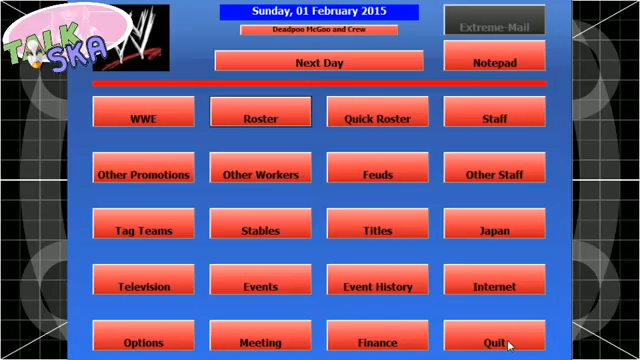 TALK
SKA
Sunday, 01 February 2015
Deadpoo McGoo and Crew
Extreme-Mail
Next Day
Notepad
WWE
Roster
Quick Roster
Staff
Other Promotions
Other Workers
Feuds
Other Staff
Tag Teams
Stables
Titles
Japan
Television
Events
Event History
Internet
Options
Meeting
Finance
Quit